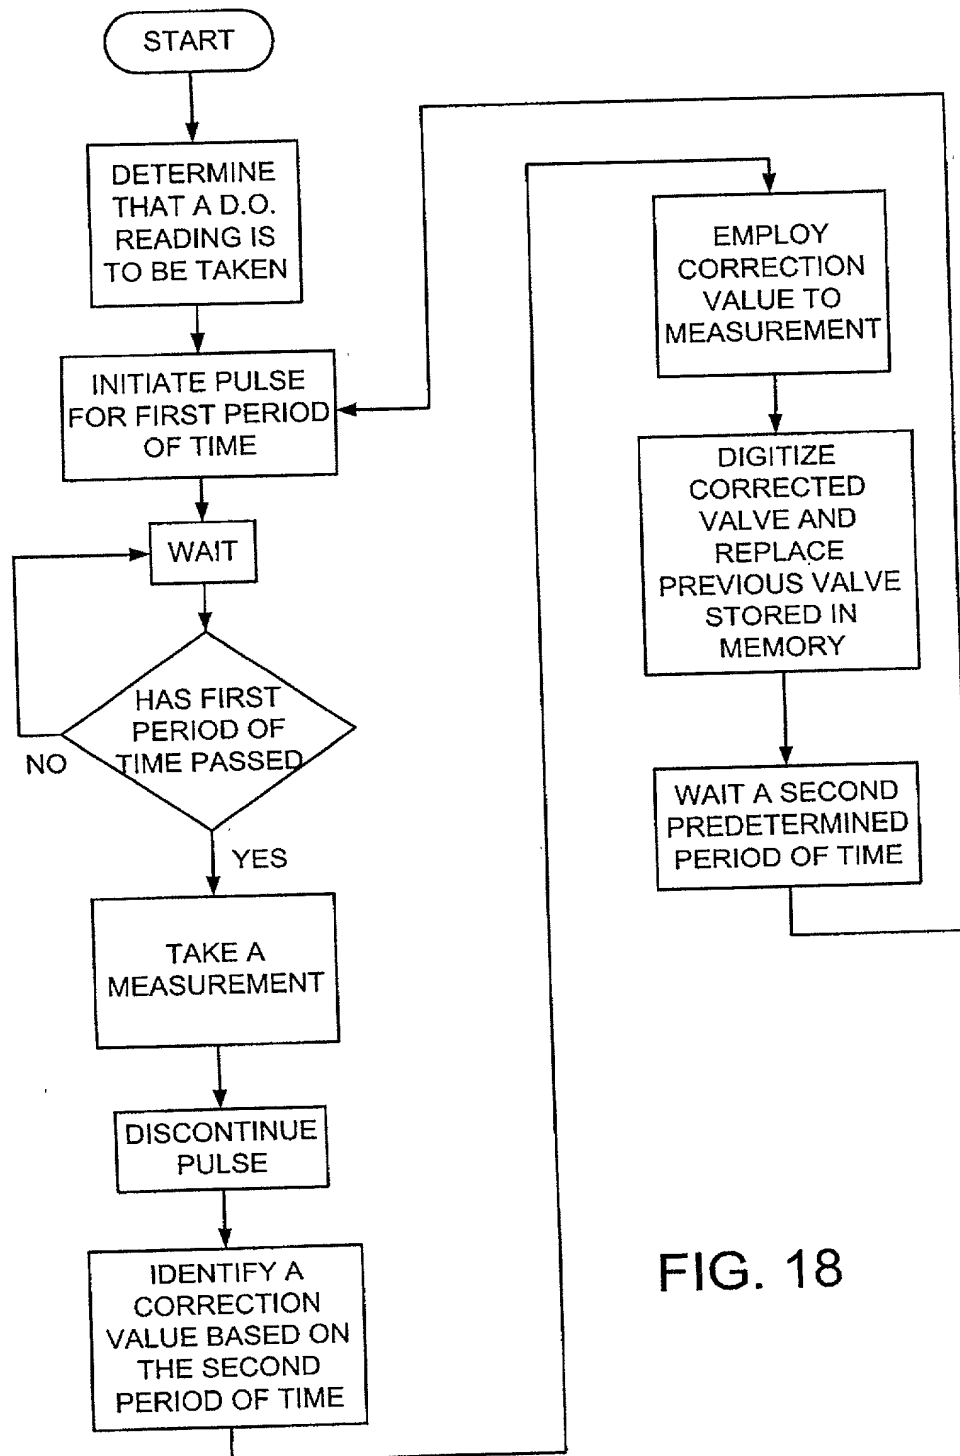 START
DETERMINE
THAT A D.O.
READING IS
TO BE TAKEN
INITIATE PULSE
FOR FIRST PERIOD
OF TIME
WAIT
HAS FIRST
PERIOD OF
TIME PASSED
NO
YES
TAKE A
MEASUREMENT
DISCONTINUE
PULSE
IDENTIFY A
CORRECTION
VALUE BASED ON
THE SECOND
PERIOD OF TIME
EMPLOY
CORRECTION
VALUE TO
MEASUREMENT
DIGITIZE
CORRECTED
VALVE AND
REPLACE
PREVIOUS VALVE
STORED IN
MEMORY
WAIT A SECOND
PREDETERMINED
PERIOD OF TIME
FIG. 18